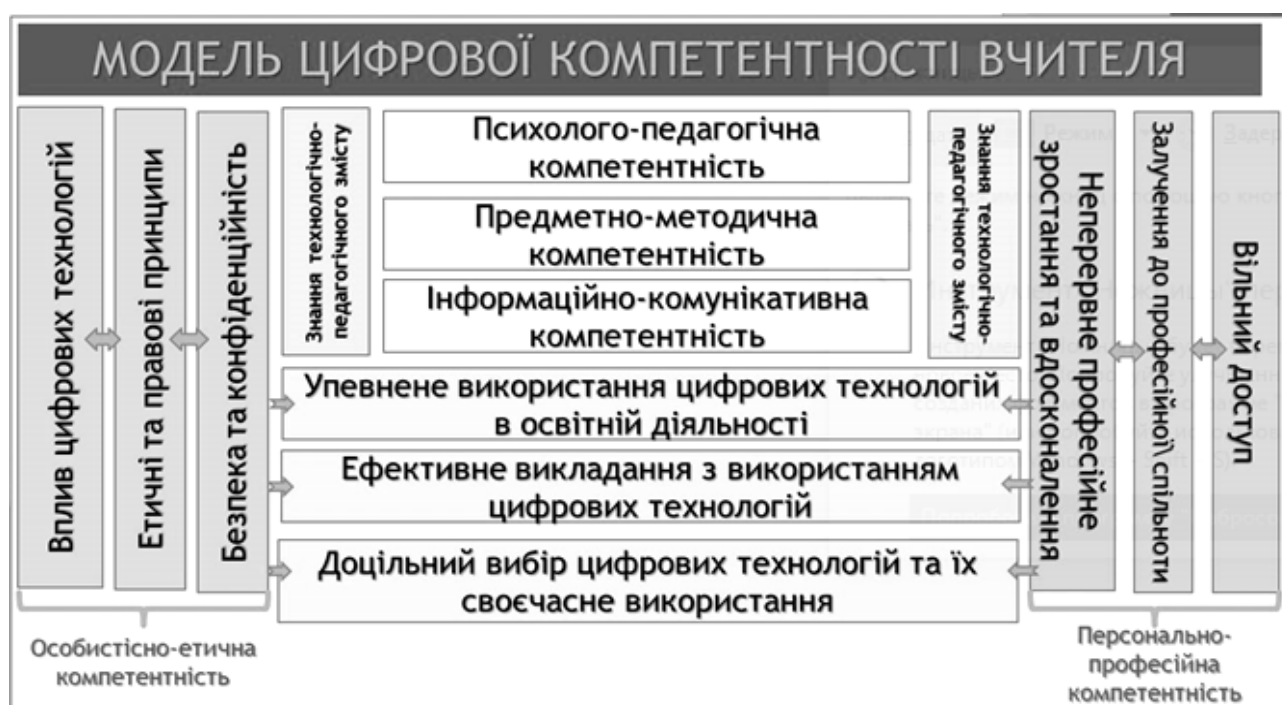 МОДЕЛЬ ЦИФРОВОЇ КОМПЕТЕНТНОСТІ ВЧИТЕЛЯ
Вплив цифрових технологій
Етичні та правові принципи
Безпека та конфіденційність
Знання технологічно-
педагогічного змісту
Психолого-педагогічна
компетентність
Предметно-методична
компетентність
Інформаційно-комунікативна
компетентність
Знання технологічно-
педагогічного змісту
Упевнене використання цифрових технологій
в освітній діяльності
Ефективне викладання з використанням
цифрових технологій
Доцільний вибір цифрових технологій та їх
своєчасне використання
Неперервне професійне
зростання та вдосконалення
Залучення до професійної\спільноти
Вільний доступ
Особистісно-етична
компетентність
Персонально-
професійна
компетентність